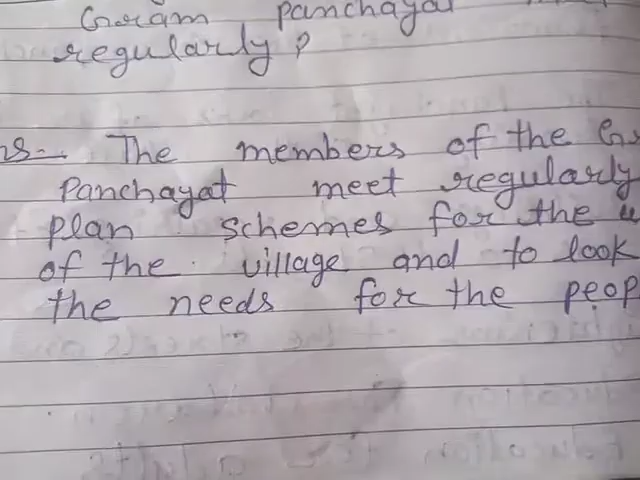 Gram panchayat
regularly?
The members of the
Panchayat meet regularly
plan schemes for the
of the village and to look
the needs for the peop